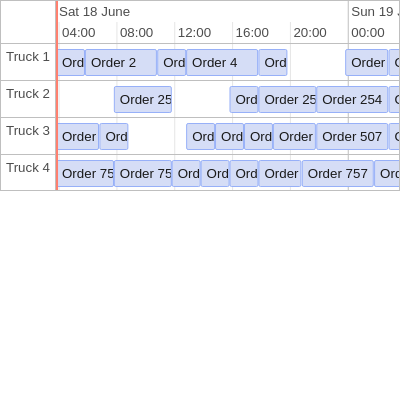 Sat 18 June Sun 19
04:00 08:00 12:00 16:00 20:00 00:00
Truck 1 Ord Order 2 Ord Order 4 Ord Order
Truck 2 Order 25 Ord Order 25 Order 254
Truck 3 Order Ord Ord Ord Ord Order Order 507
Truck 4 Order 75 Order 75 Ord Ord Ord Order Order 757 Ord